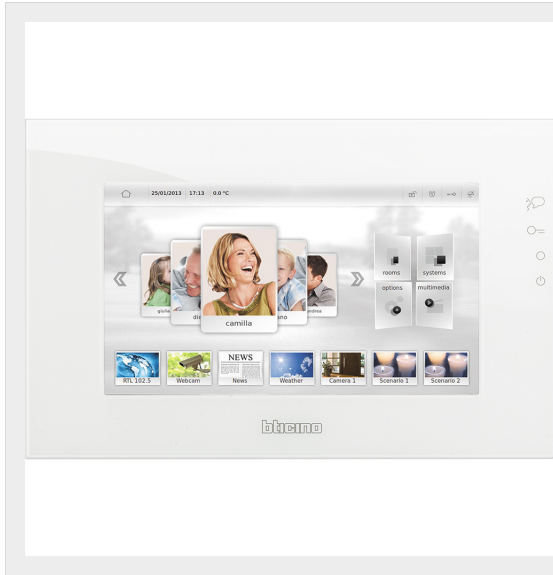 25/01/2013 17:13 0.0 °C
camilla
rooms
systems
options
multimedia
RTL 102.5
Webcam
NEWS
News
Weather
Camera 1
Scenario 1
Scenario 2
bticino